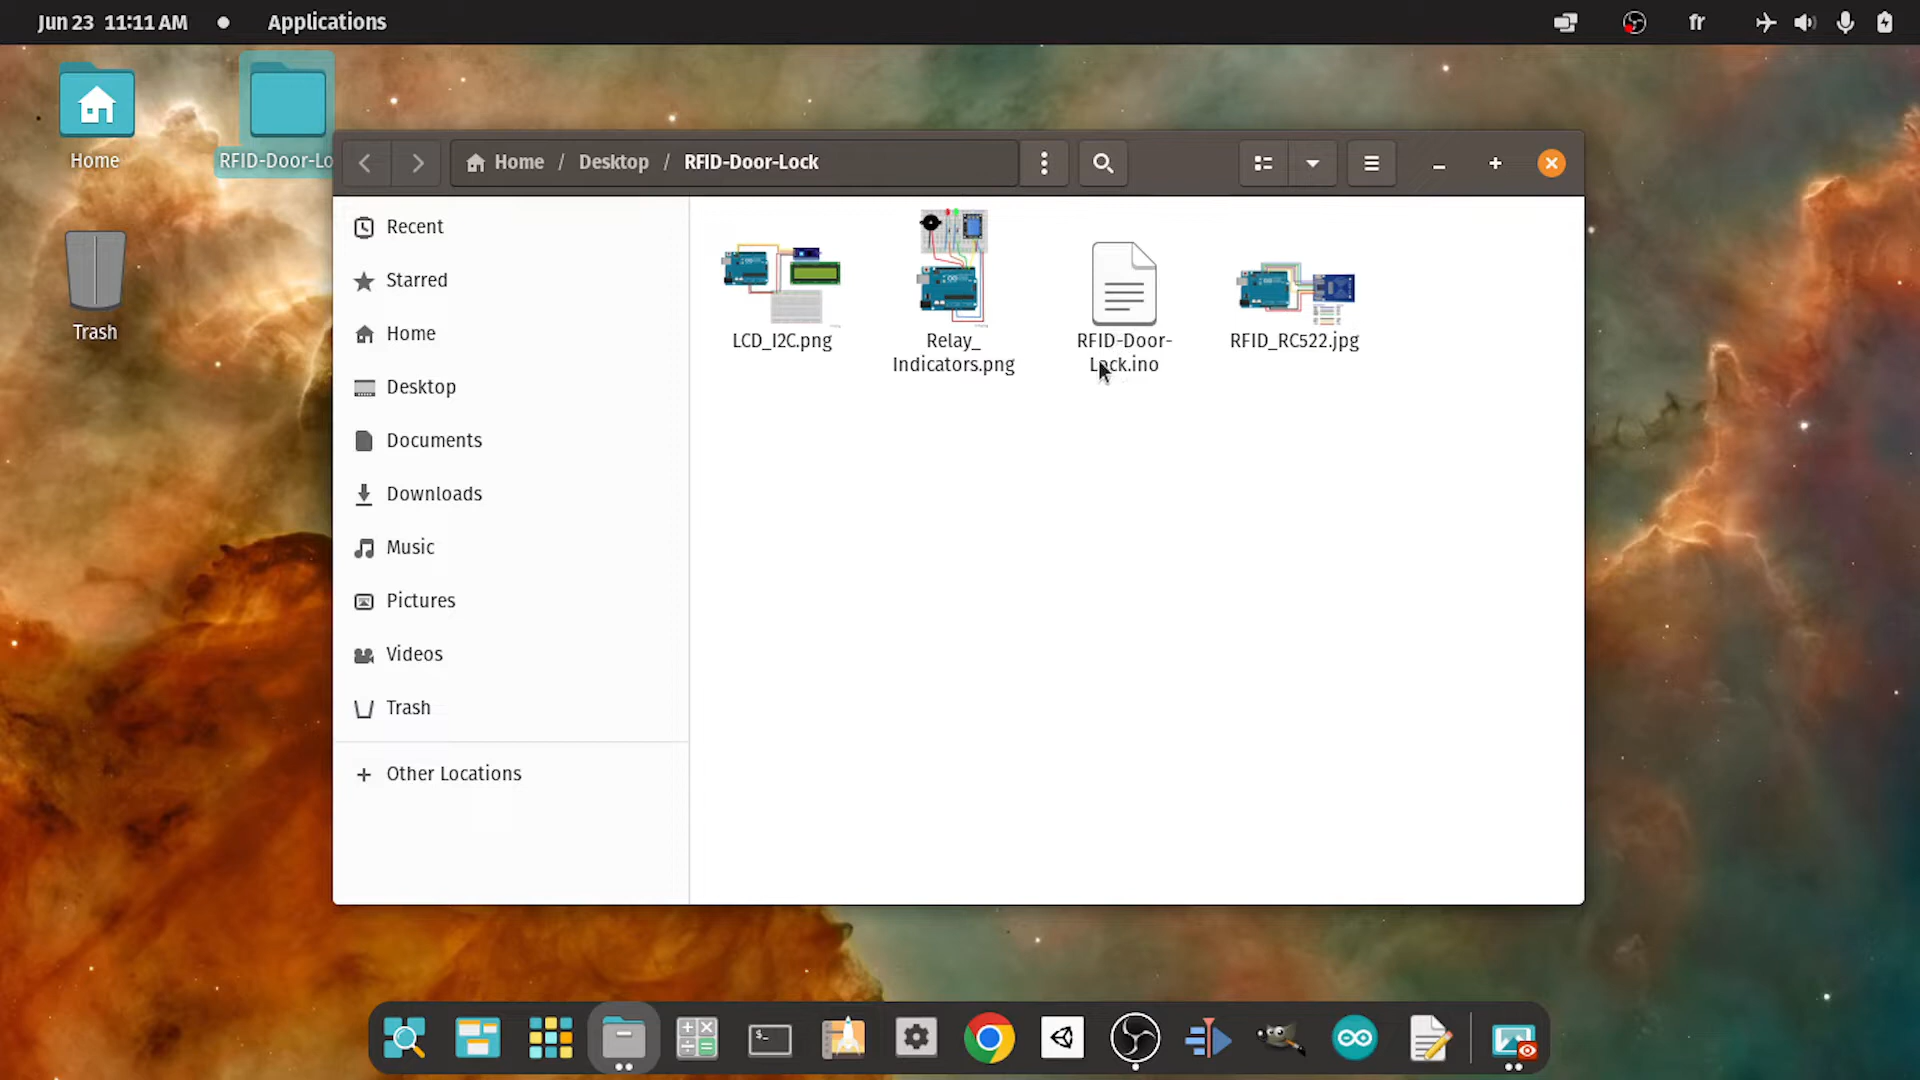 Jun 23 11:11 AM
Applications
fr
Home
RFID-Door-Lo
Trash
Home / Desktop / RFID-Door-Lock
Recent
Starred
Home
Desktop
Documents
Downloads
Music
Pictures
Videos
Trash
+ Other Locations
LCD_I2C.png
Relay_
Indicators.png
RFID-Door-
Lock.ino
RFID_RC522.jpg